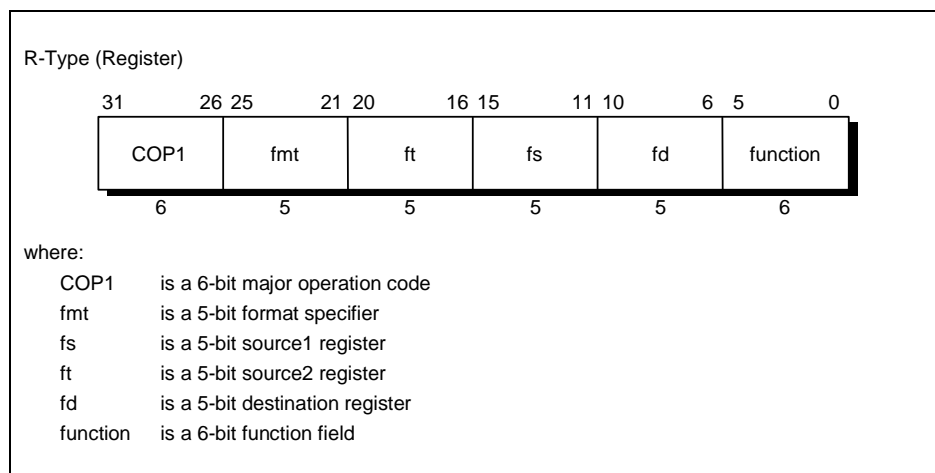 R-Type (Register)
31 26 25 21 20 16 15 11 10 6 5 0
COP1 fmt ft fs fd function
6 5 5 5 5 6
where:
COP1 is a 6-bit major operation code
fmt is a 5-bit format specifier
fs is a 5-bit source1 register
ft is a 5-bit source2 register
fd is a 5-bit destination register
function is a 6-bit function field